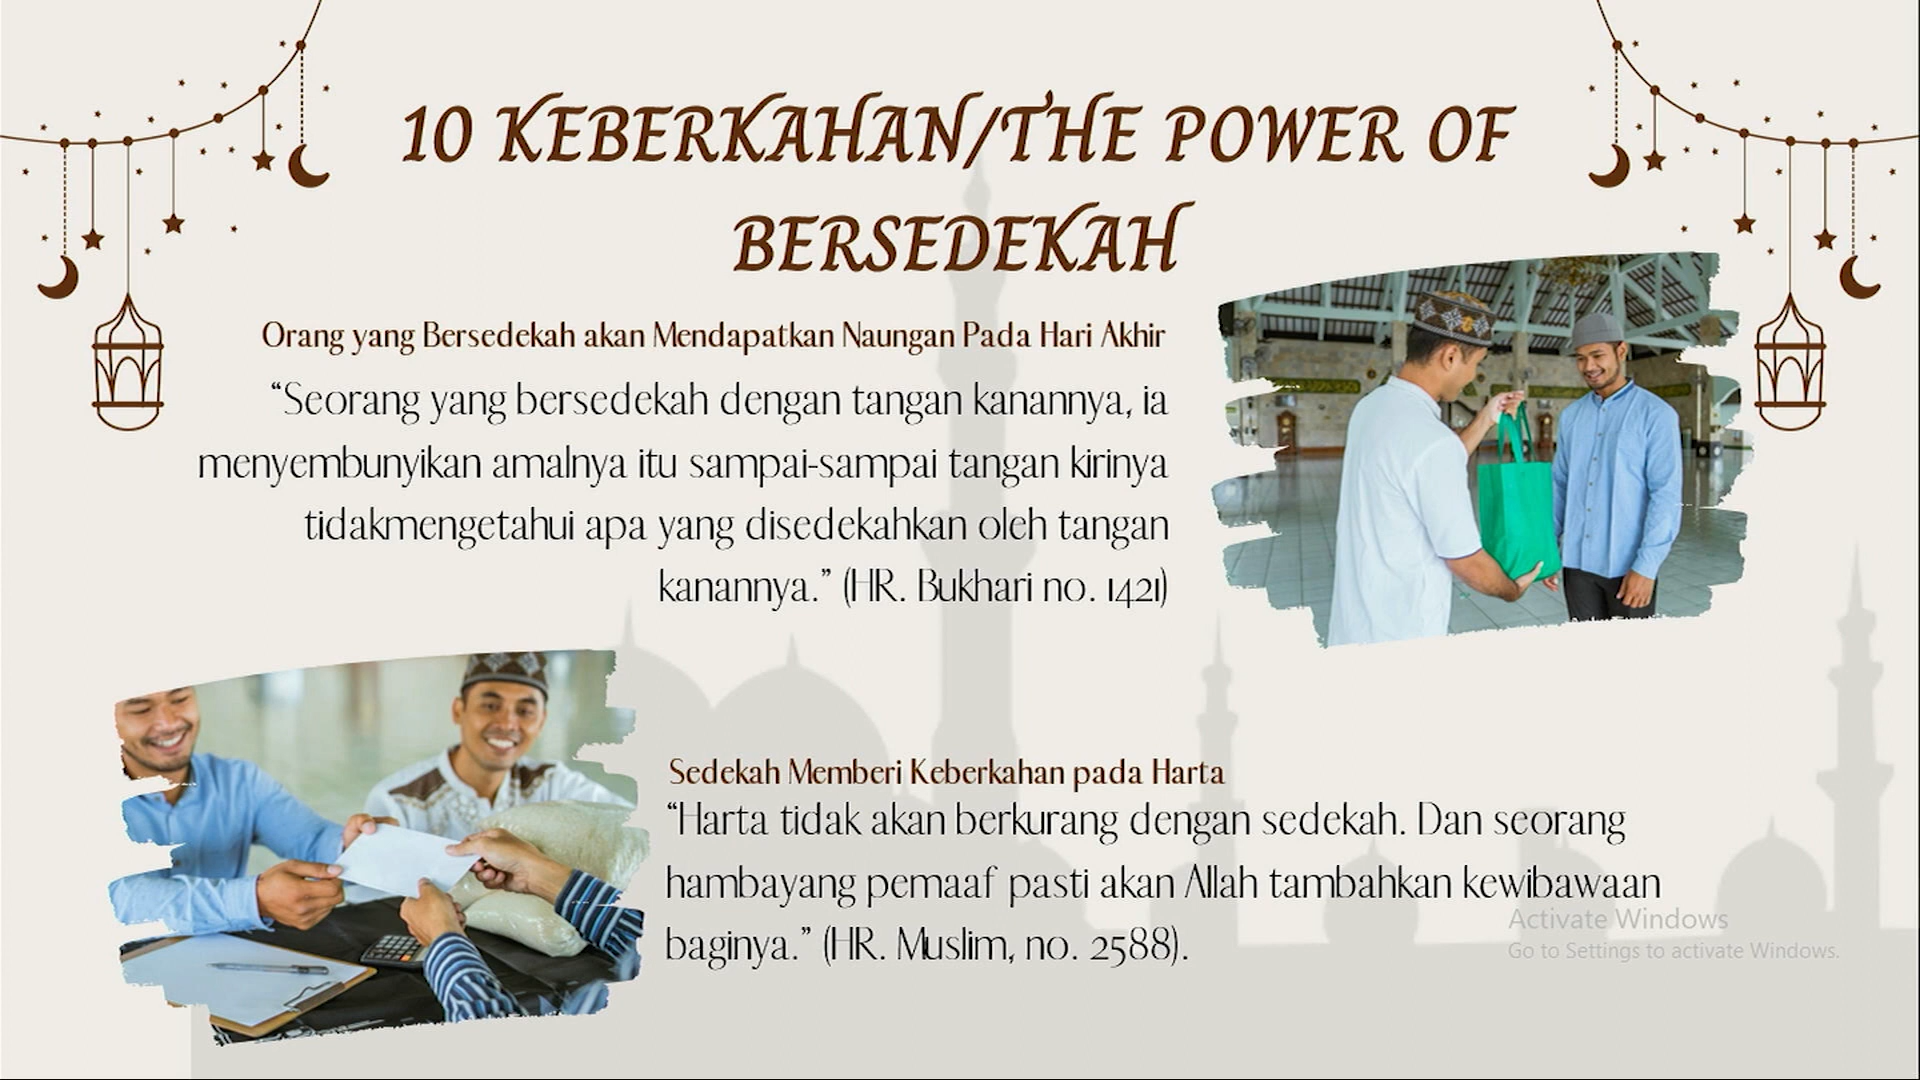 10 KEBERKAHAN/THE POWER OF
BERSEDEKAH
Orang yang Bersedekah akan Mendapatkan Naungan Pada Hari Akhir
“Seorang yang bersedekah dengan tangan kanannya, ia
menyembunyikan amalnya itu sampai-sampai tangan kirinya
tidakmengetahui apa yang disedekahkan oleh tangan
kanannya.” (HR. Bukhari no. 1421)
Sedekah Memberi Keberkahan pada Harta
“Harta tidak akan berkurang dengan sedekah. Dan seorang
hambayang pemaaf pasti akan Allah tambahkan kewibawaan
baginya.” (HR. Muslim, no. 2588).
Activate Windows
Go to Settings to activate Windows.